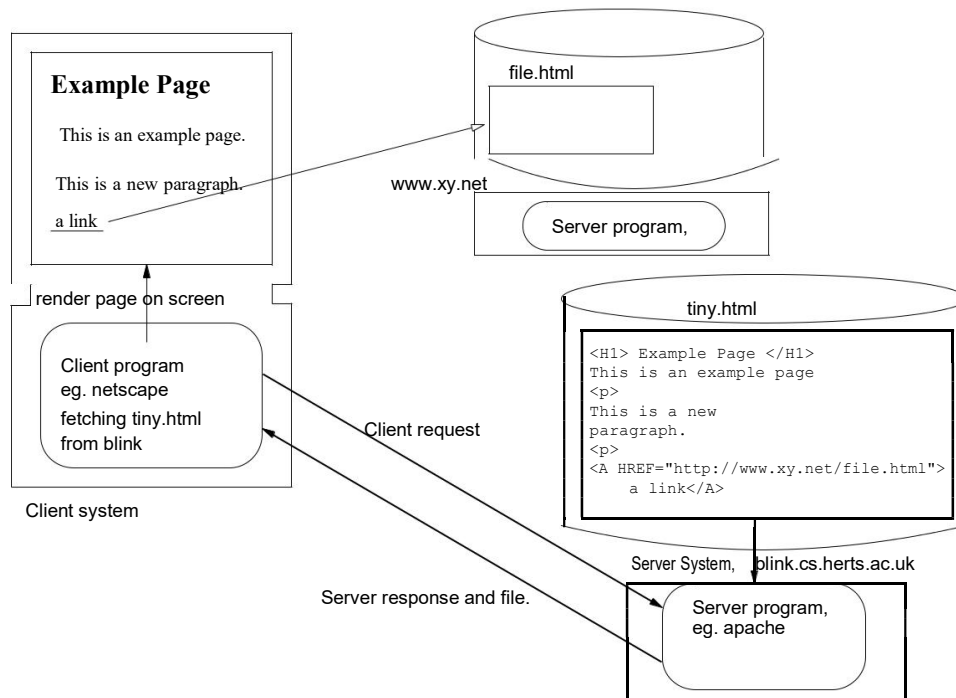 Example Page
This is an example page.
This is a new paragraph.
a link
render page on screen
Client program
eg. netscape
fetching tiny.html
from blink
Client system
file.html
www.xy.net
Server program,
tiny.html
<H1> Example Page </H1>
This is an example page
<p>
This is a new
paragraph.
<p>
<A HREF="http://www.xy.net/file.html">
a link</A>
Client request
Server response and file.
Server System, blink.cs.herts.ac.uk
Server program,
eg. apache